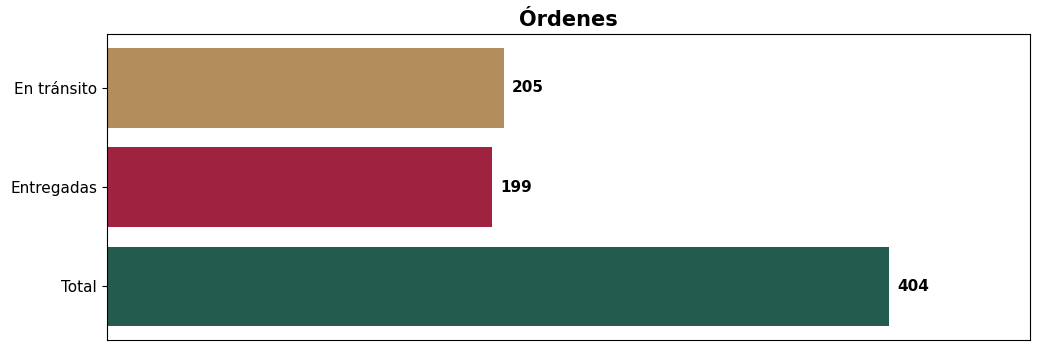 Órdenes
En tránsito 205
Entregadas 199
Total 404